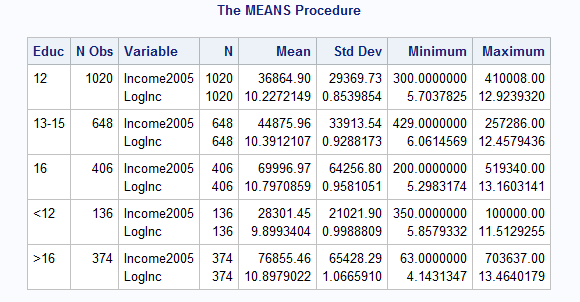 The MEANS Procedure
Educ N Obs Variable N Mean Std Dev Minimum Maximum
12 1020 Income2005 1020 36864.90 29369.73 300.0000000 410008.00
LogInc 1020 10.2272149 0.8539854 5.7037825 12.9239320
13-15 648 Income2005 648 44875.96 33913.54 429.0000000 257286.00
LogInc 648 10.3912107 0.9288173 6.0614569 12.4579436
16 406 Income2005 406 69996.97 64256.80 200.0000000 519340.00
LogInc 406 10.7970859 0.9581051 5.2983174 13.1603141
<12 136 Income2005 136 28301.45 21021.90 350.0000000 100000.00
LogInc 136 9.8993404 0.9988809 5.8579332 11.5129255
>16 374 Income2005 374 76855.46 65428.29 63.0000000 703637.00
LogInc 374 10.8979022 1.0665910 4.1431347 13.4640179